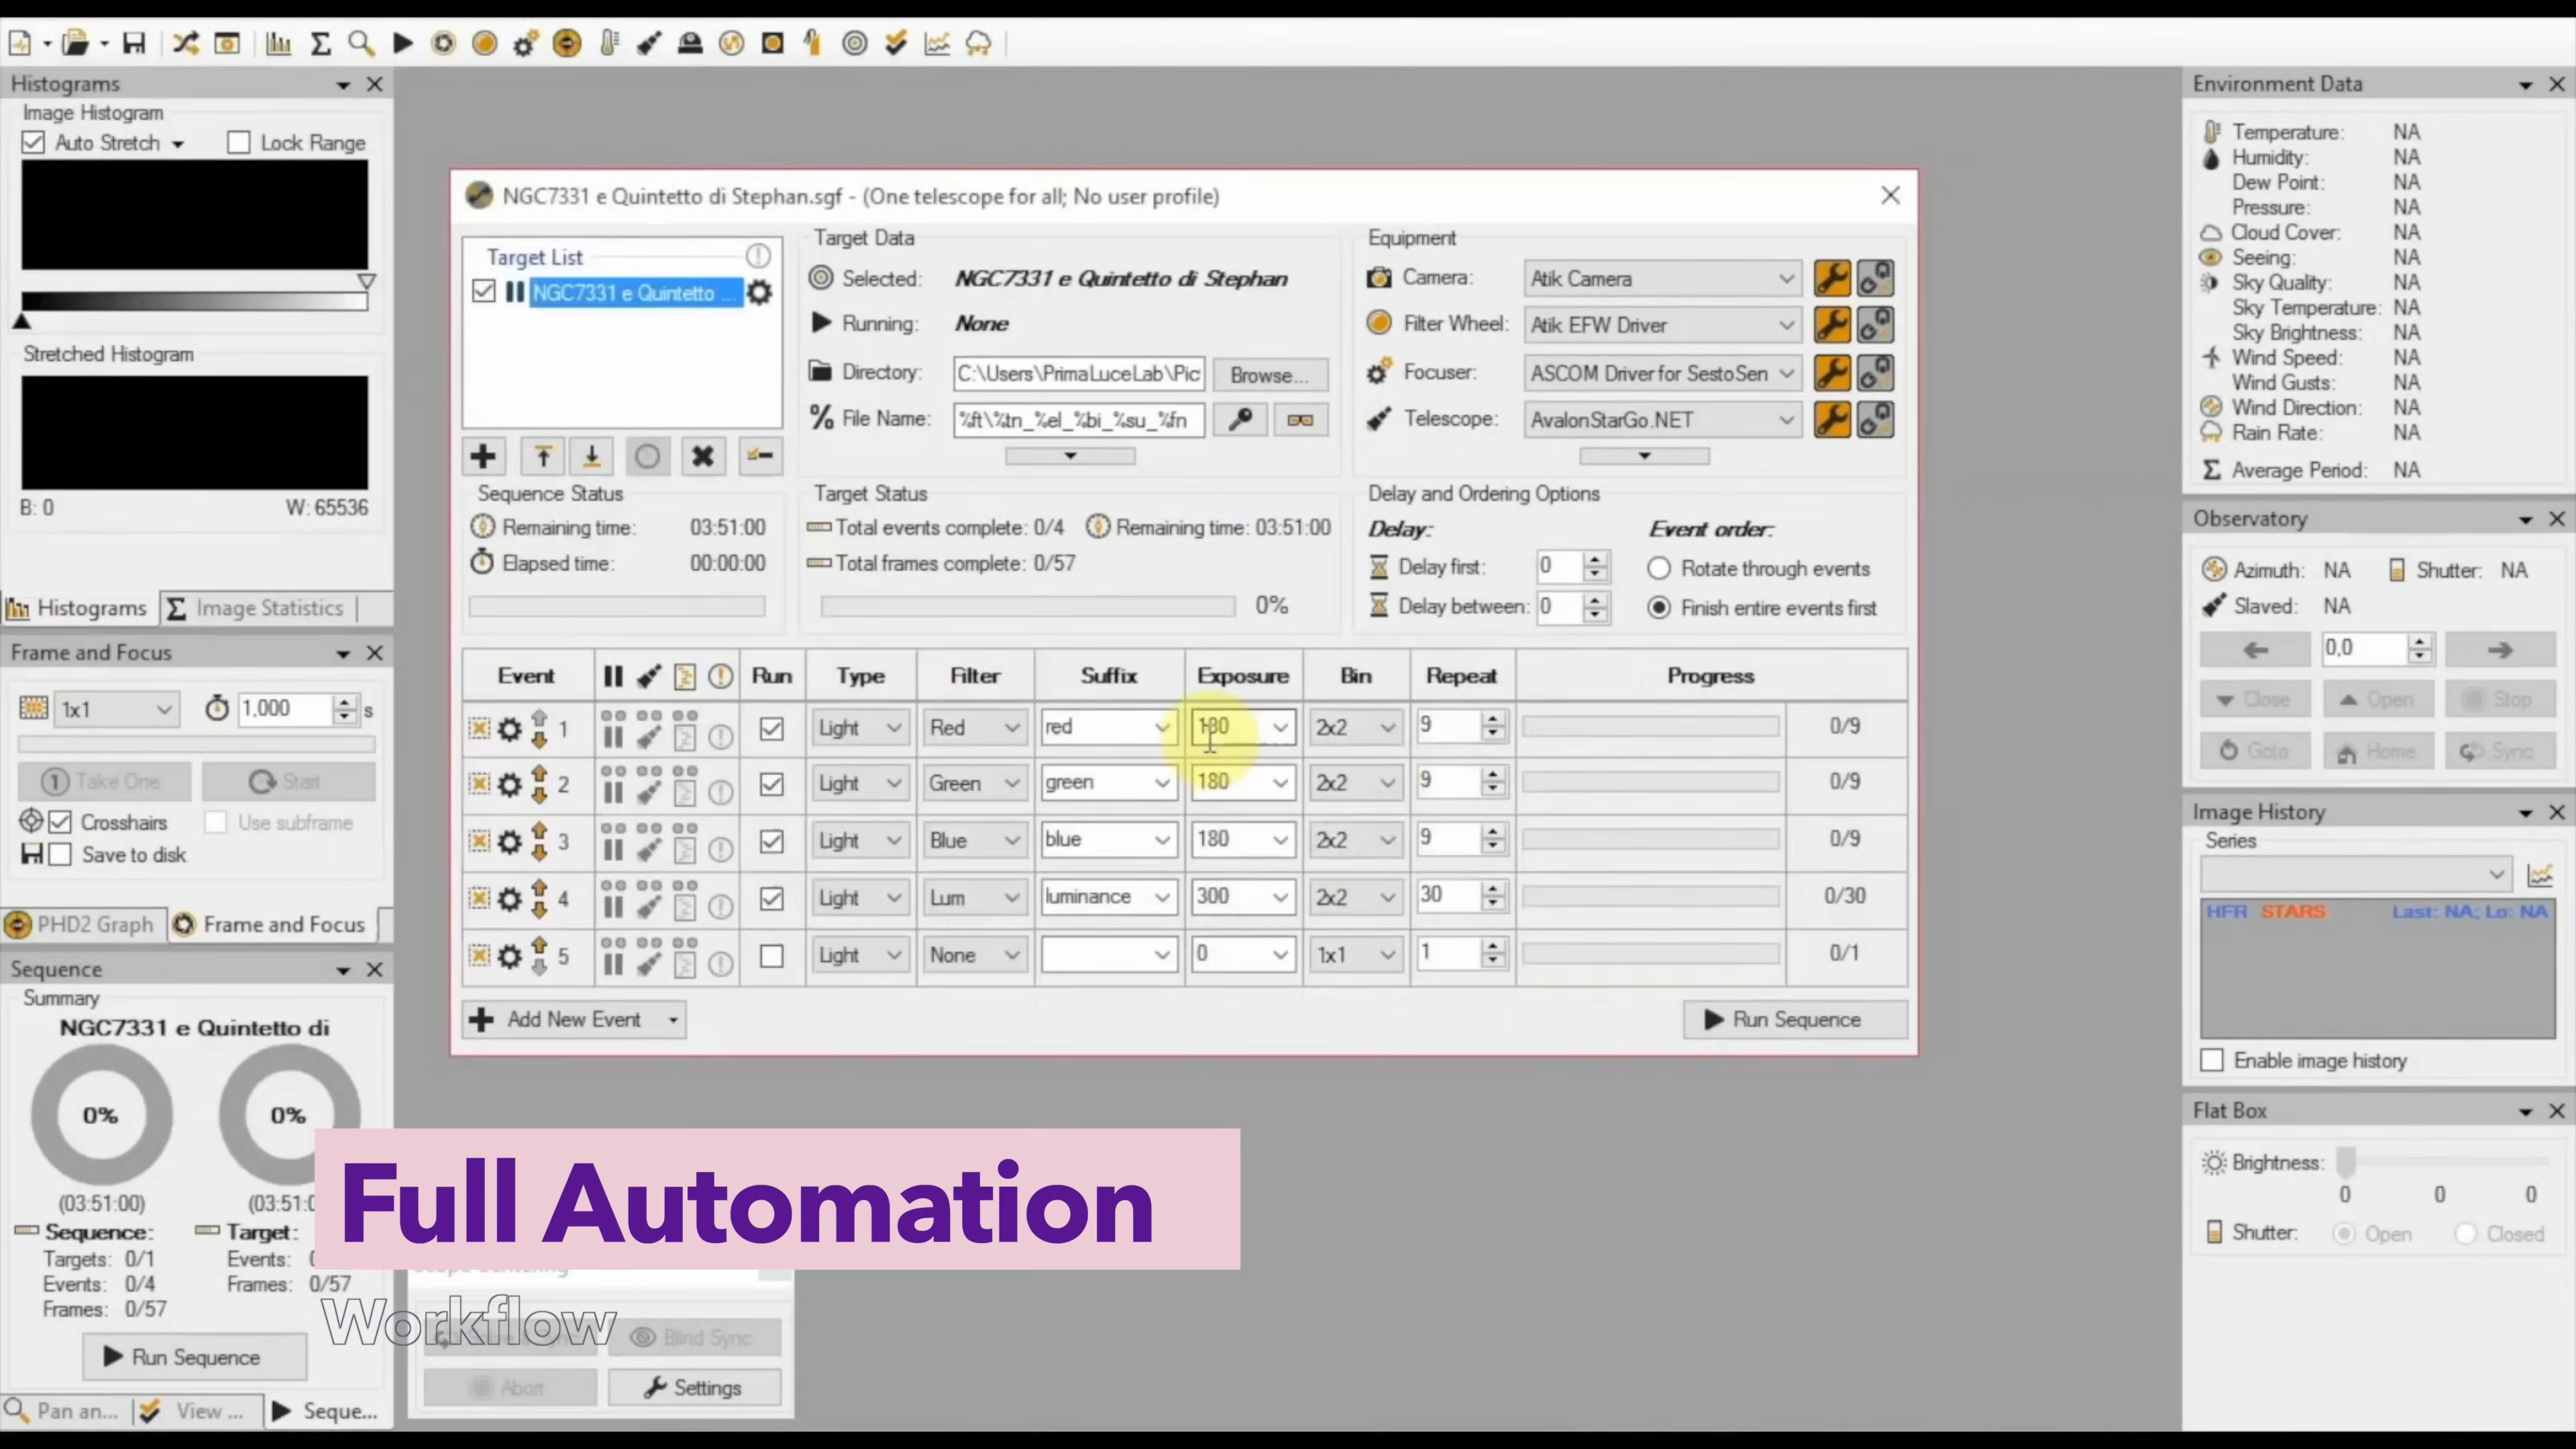 Histograms
Image Histogram
Auto Stretch
Lock Range
Stretched Histogram
B: 0
W: 65536
Histograms
Image Statistics
Frame and Focus
1x1
1,000 s
Take One
Start
Crosshairs
Use subframe
Save to disk
PHD2 Graph
Frame and Focus
Sequence
Summary
NGC7331 e Quintetto di
0%
0%
(03:51:00)
(03:51:0
Sequence:
Target:
Targets: 0/1
Events:
Events: 0/4
Frames: 0/57
Frames: 0/57
Run Sequence
Pan an...
View ...
Seque...
NGC7331 e Quintetto di Stephan.sgf - (One telescope for all; No user profile)
Target List
NGC7331 e Quintetto ...
Target Data
Selected: NGC7331 e Quintetto di Stephan
Running: None
Directory: C:\Users\PrimaLuceLab\Pict Browse...
File Name: %ft\%tn_%el_%bi_%su_%fn
Equipment
Camera: Atik Camera
Filter Wheel: Atik EFW Driver
Focuser: ASCOM Driver for SestoSen
Telescope: AvalonStarGo.NET
Sequence Status
Remaining time: 03:51:00
Elapsed time: 00:00:00
Target Status
Total events complete: 0/4 Remaining time: 03:51:00
Total frames complete: 0/57
0%
Delay and Ordering Options
Delay: Event order:
Delay first: 0 Rotate through events
Delay between: 0 Finish entire events first
Event Run Type Filter Suffix Exposure Bin Repeat Progress
1 Light Red red 180 2x2 9 0/9
2 Light Green green 180 2x2 9 0/9
3 Light Blue blue 180 2x2 9 0/9
4 Light Lum luminance 300 2x2 30 0/30
5 Light None 0 1x1 1 0/1
Add New Event
Run Sequence
Full Automation
Workflow
Blind Sync
Abort
Settings
Environment Data
Temperature: NA
Humidity: NA
Dew Point: NA
Pressure: NA
Cloud Cover: NA
Seeing: NA
Sky Quality: NA
Sky Temperature: NA
Sky Brightness: NA
Wind Speed: NA
Wind Gusts: NA
Wind Direction: NA
Rain Rate: NA
Average Period: NA
Observatory
Azimuth: NA Shutter: NA
Slaved: NA
0,0
Close Open Stop
Goto Home Sync
Image History
Series
HFR STARS Last: NA; Lo: NA
Enable image history
Flat Box
Brightness:
0 0 0
Shutter: Open Closed